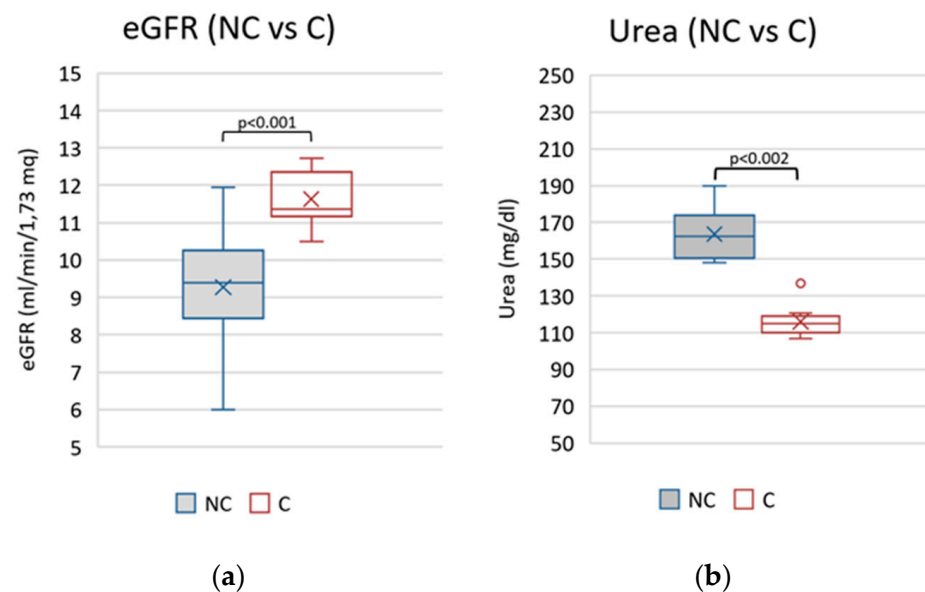 eGFR (NC vs C)
15
14
13
12
11
10
9
8
7
6
5
eGFR (ml/min/1,73 mq)
p<0.001
NC C
(a)
Urea (NC vs C)
250
230
210
190
170
150
130
110
90
70
50
Urea (mg/dl)
p<0.002
NC C
(b)